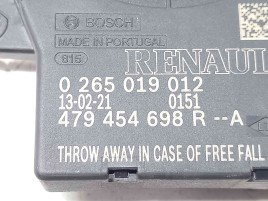 BOSCH
MADE IN PORTUGAL
815 RENAUL
0 265 019 012
13-02-21 0151
479 454 698 R --A
THROW AWAY IN CASE OF FREE FALL